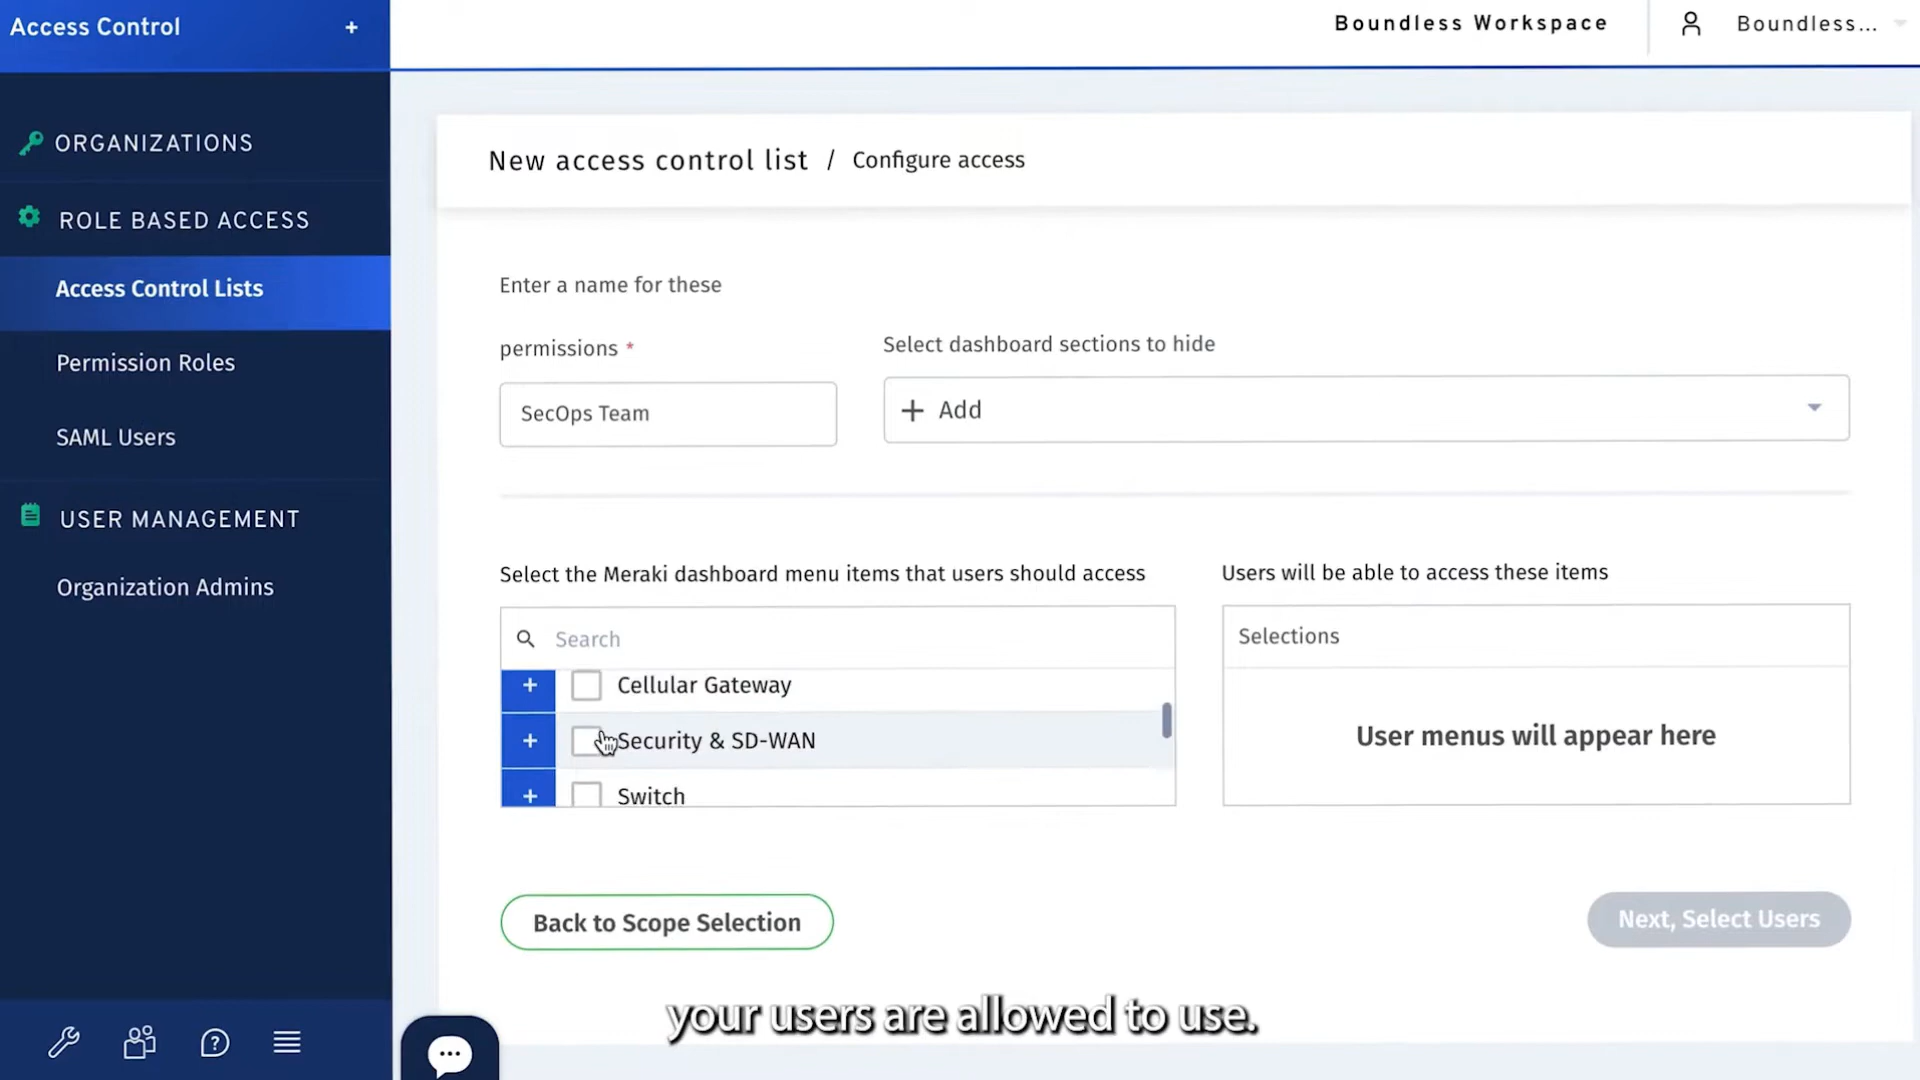 Access Control
+
Boundless Workspace
Boundless...
ORGANIZATIONS
ROLE BASED ACCESS
Access Control Lists
Permission Roles
SAML Users
USER MANAGEMENT
Organization Admins
New access control list / Configure access
Enter a name for these
permissions *
SecOps Team
Select dashboard sections to hide
+ Add
Select the Meraki dashboard menu items that users should access
Search
+ Cellular Gateway
+ Security & SD-WAN
+ Switch
Users will be able to access these items
Selections
User menus will appear here
Back to Scope Selection
Next, Select Users
your users are allowed to use.